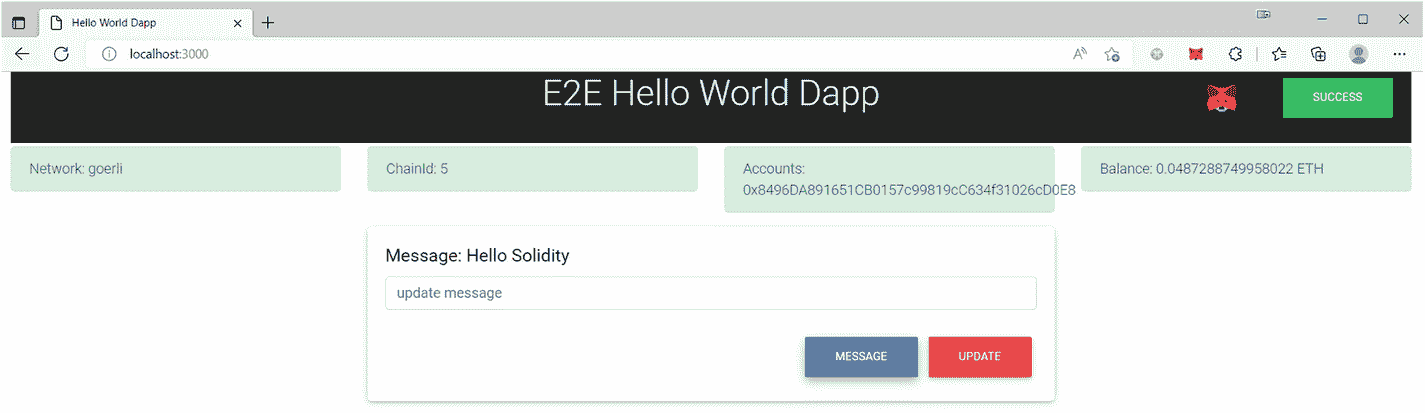 Hello World Dapp
localhost:3000
E2E Hello World Dapp
SUCCESS
Network: goerli
ChainId: 5
Accounts:
0x8496DA891651CB0157c99819cC634f31026cD0E8
Balance: 0.0487288749958022 ETH
Message: Hello Solidity
update message
MESSAGE
UPDATE